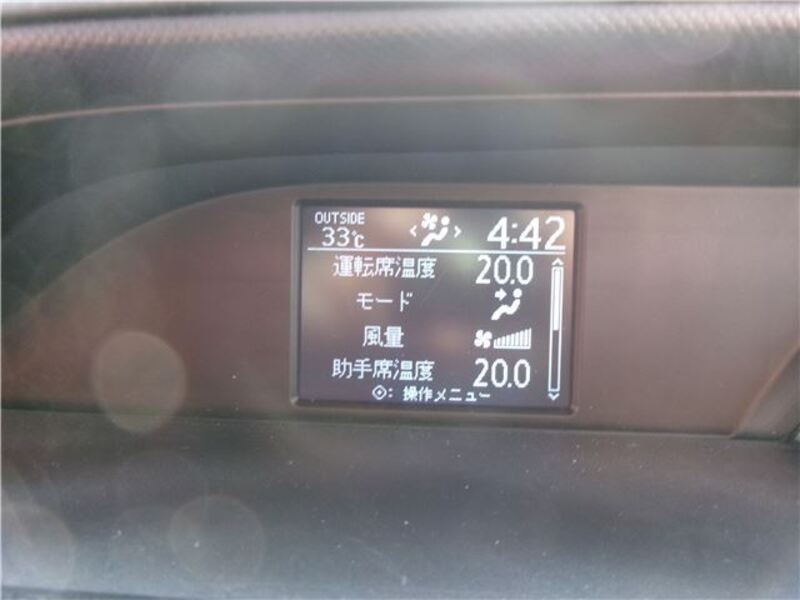 OUTSIDE
33℃
4:42
運転席温度 20.0
モード
風量
助手席温度 20.0
: 操作メニュー